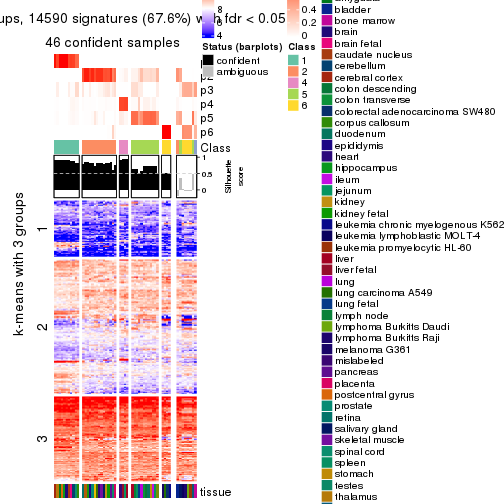 ups, 14590 signatures (67.6%) with fdr < 0.05
46 confident samples
p2
p3
p4
p5
p6
Class
1
0.5
0
Silhouette
score
k-means with 3 groups
1
2
3
tissue
8
6
4
Status (barplots)
confident
ambiguous
0.4
0.2
0
Class
1
2
4
5
6
bladder
bone marrow
brain
brain fetal
caudate nucleus
cerebellum
cerebral cortex
colon descending
colon transverse
colorectal adenocarcinoma SW480
corpus callosum
duodenum
epididymis
heart
hippocampus
ileum
jejunum
kidney
kidney fetal
leukemia chronic myelogenous K562
leukemia lymphoblastic MOLT-4
leukemia promyelocytic HL-60
liver
liver fetal
lung
lung carcinoma A549
lung fetal
lymph node
lymphoma Burkitts Daudi
lymphoma Burkitts Raji
melanoma G361
mislabeled
pancreas
placenta
postcentral gyrus
prostate
retina
salivary gland
skeletal muscle
spinal cord
spleen
stomach
testes
thalamus